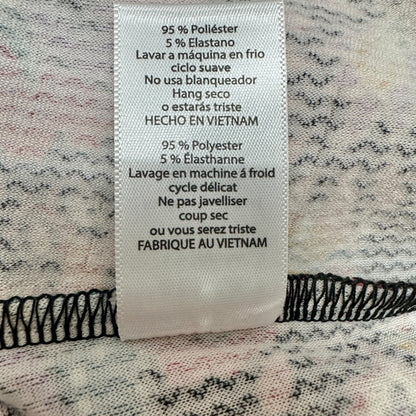 95 % Poliéster
5 % Elastano
Lavar a máquina en frio
ciclo suave
No usa blanqueador
Hang seco
o estarás triste
HECHO EN VIETNAM
95 % Polyester
5 % Élasthanne
Lavage en machine á froid
cycle délicat
Ne pas javelliser
coup sec
ou vous serez triste
FABRIQUE AU VIETNAM